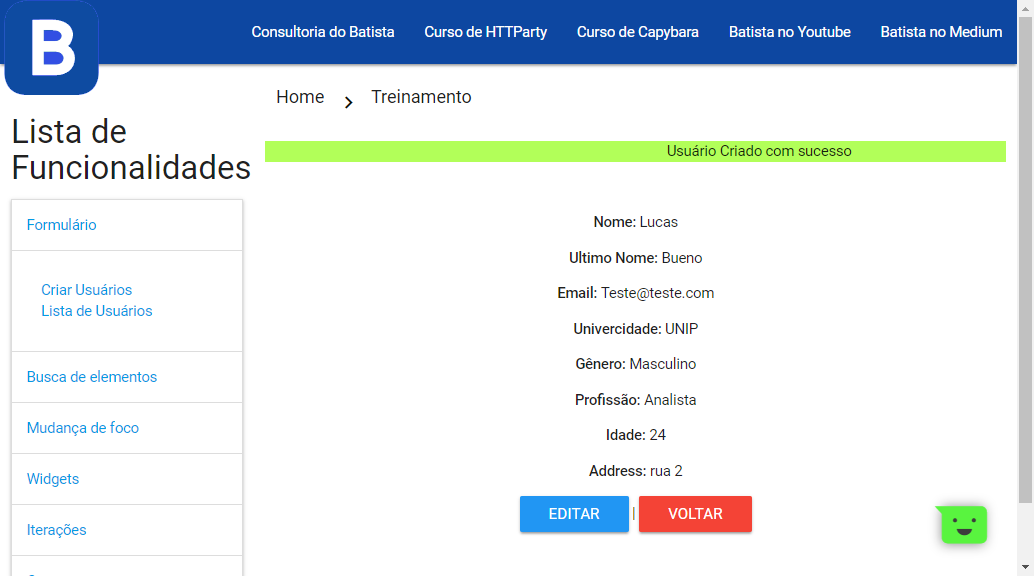 B
Consultoria do Batista
Curso de HTTParty
Curso de Capybara
Batista no Youtube
Batista no Medium
Home
Treinamento
Lista de
Funcionalidades
Formulário
Criar Usuários
Lista de Usuários
Busca de elementos
Mudança de foco
Widgets
Iterações
Usuário Criado com sucesso
Nome: Lucas
Ultimo Nome: Bueno
Email: Teste@teste.com
Univercidade: UNIP
Gênero: Masculino
Profissão: Analista
Idade: 24
Address: rua 2
EDITAR | VOLTAR